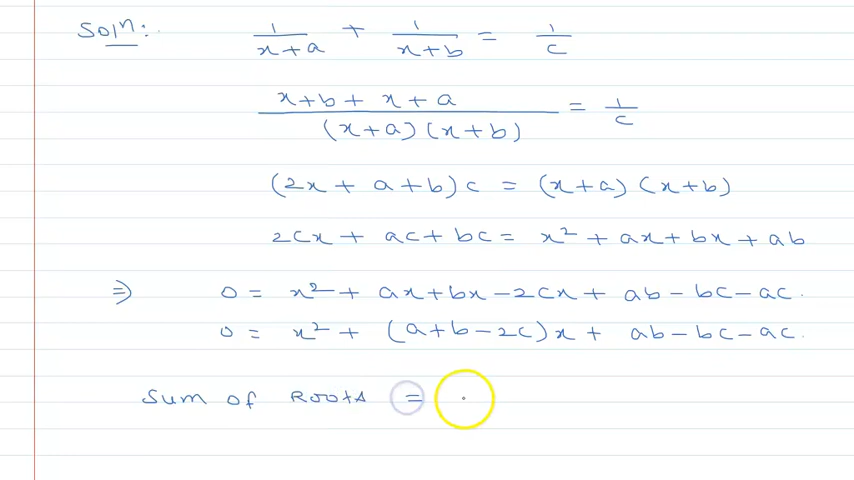 Soln:
1/(x+a) + 1/(x+b) = 1/c
(x+b+x+a)/((x+a)(x+b)) = 1/c
(2x+a+b)c = (x+a)(x+b)
2cx+ac+bc = x²+ax+bx+ab
⇒ 0 = x²+ax+bx-2cx+ab-bc-ac.
0 = x²+(a+b-2c)x+ab-bc-ac.
Sum of Roots =